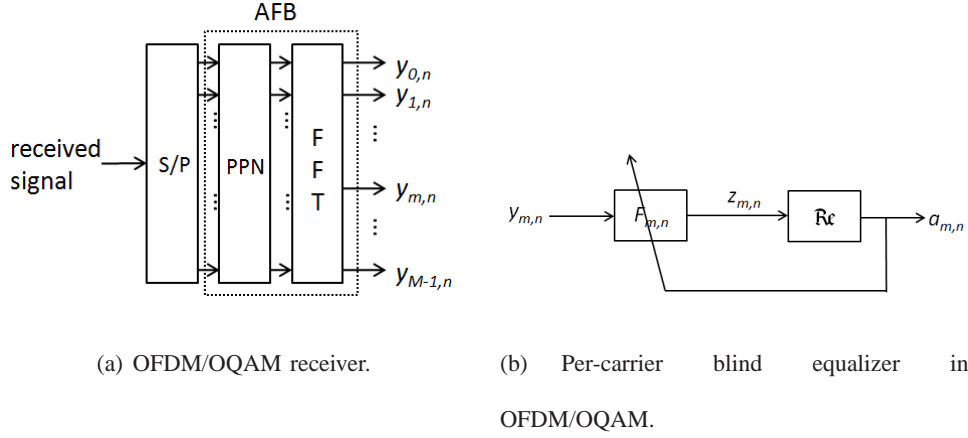 AFB
received
signal
S/P
PPN
F
F
T
y0,n
y1,n
⋮
⋮
⋮
ym,n
⋮
⋮
⋮
yM-1,n
ym,n
Fm,n
zm,n
ℜe
am,n
(a) OFDM/OQAM receiver.
(b) Per-carrier blind equalizer in
OFDM/OQAM.